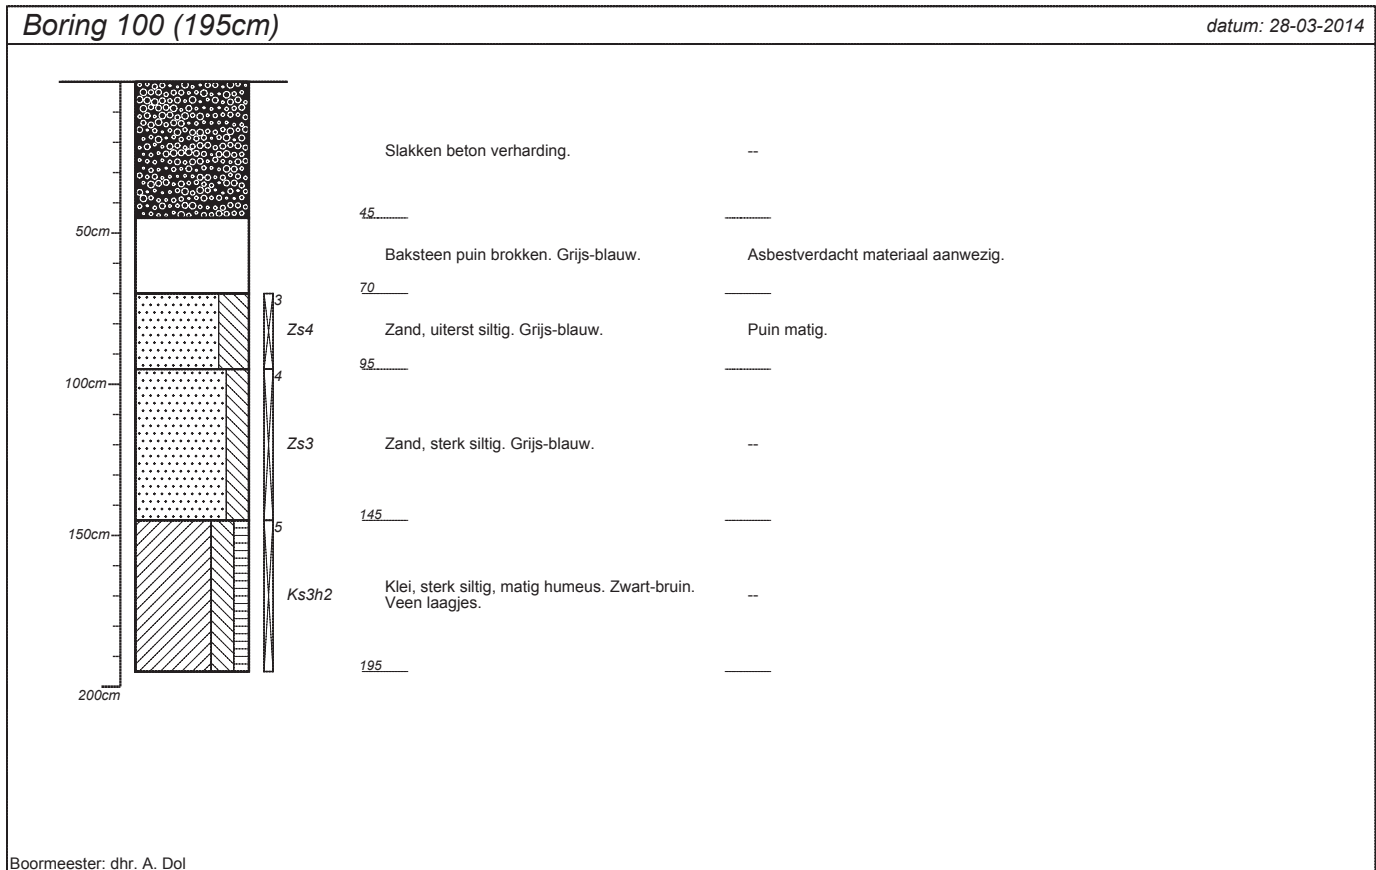 Boring 100 (195cm)
datum: 28-03-2014
Slakken beton verharding.
--
45
50cm
Baksteen puin brokken. Grijs-blauw.
Asbestverdacht materiaal aanwezig.
70
3
Zs4
Zand, uiterst siltig. Grijs-blauw.
Puin matig.
95
100cm
4
Zs3
Zand, sterk siltig. Grijs-blauw.
--
145
150cm
5
Ks3h2
Klei, sterk siltig, matig humeus. Zwart-bruin.
Veen laagjes.
--
195
200cm
Boormeester: dhr. A. Dol